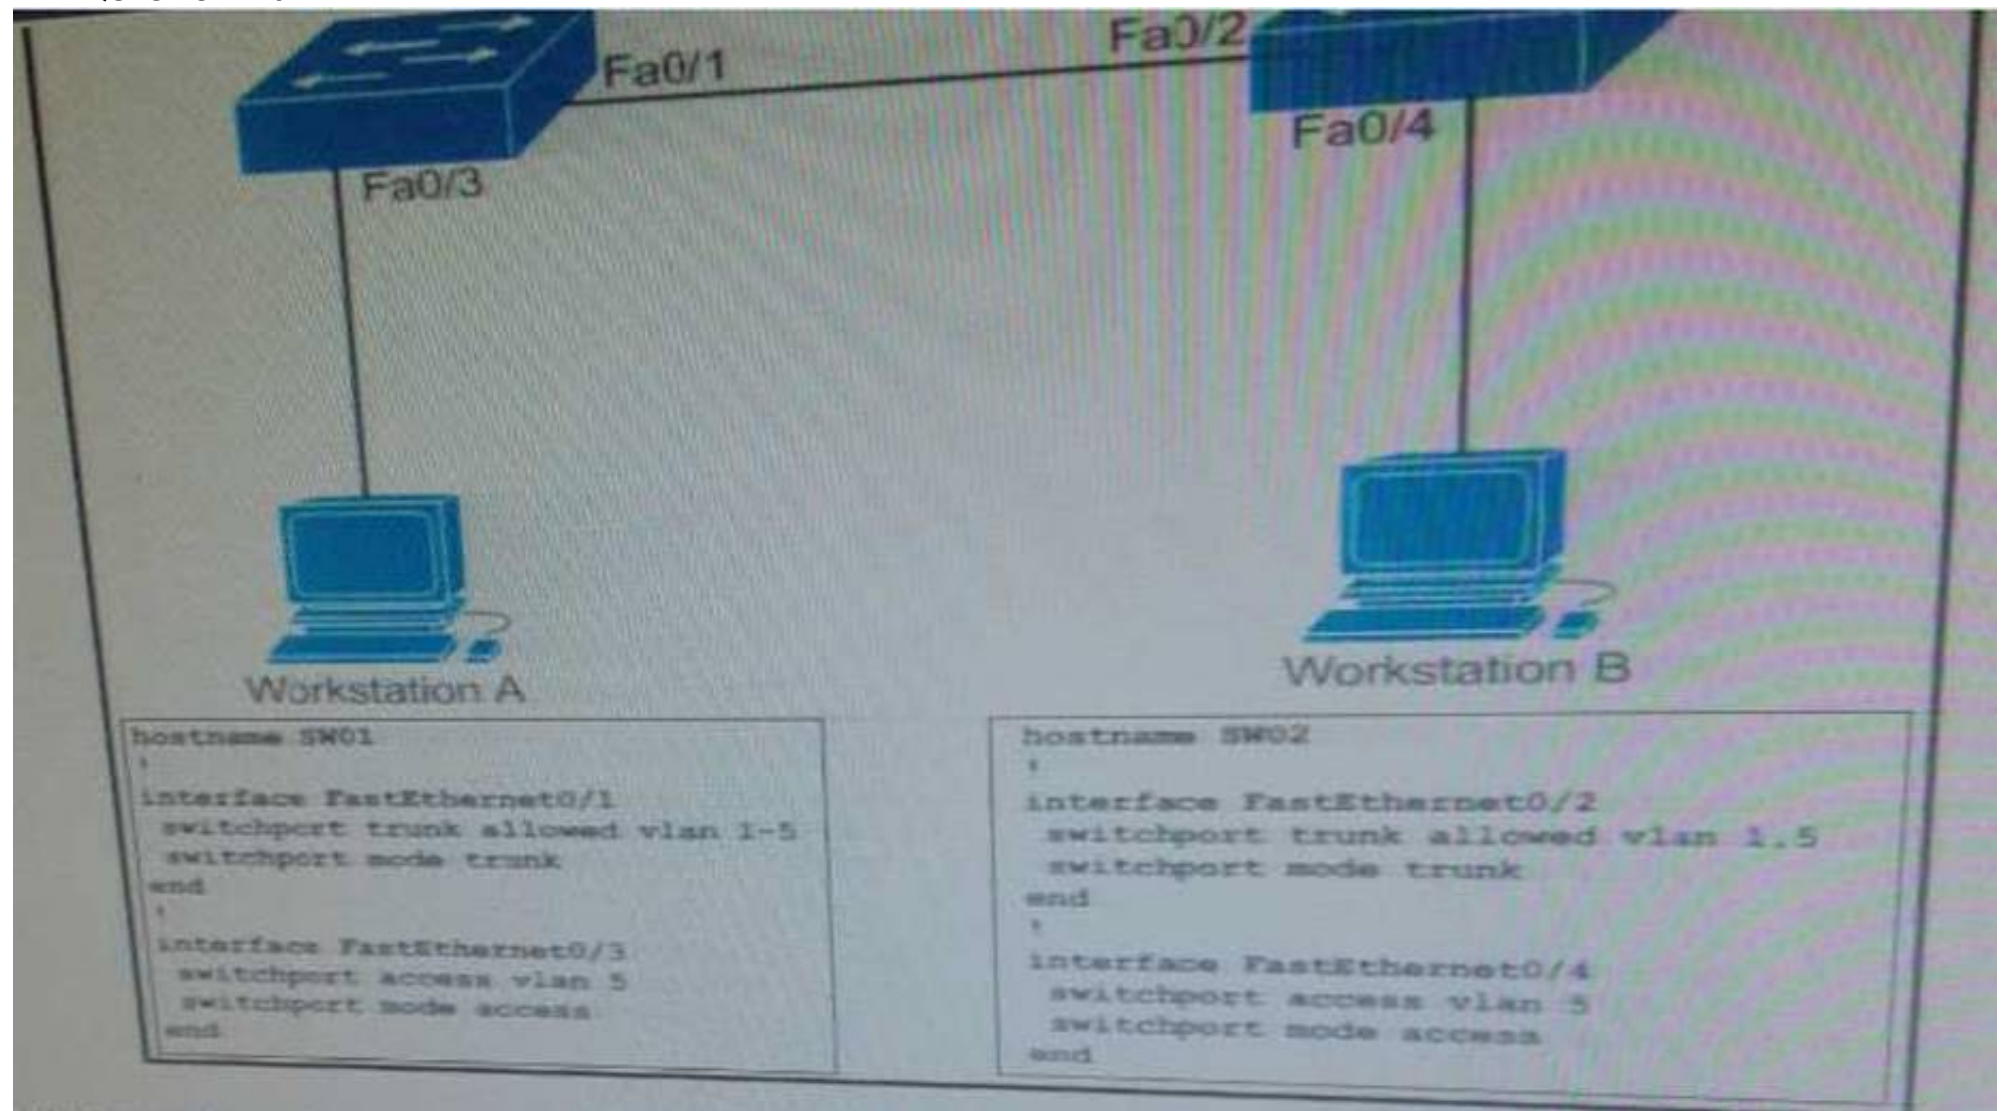 Fa0/1
Fa0/2
Fa0/3
Fa0/4
Workstation A
Workstation B
hostname SW01
!
interface FastEthernet0/1
switchport trunk allowed vlan 1-5
switchport mode trunk
end
!
interface FastEthernet0/3
switchport access vlan 5
switchport mode access
end
hostname SW02
!
interface FastEthernet0/2
switchport trunk allowed vlan 1,5
switchport mode trunk
end
!
interface FastEthernet0/4
switchport access vlan 5
switchport mode access
end